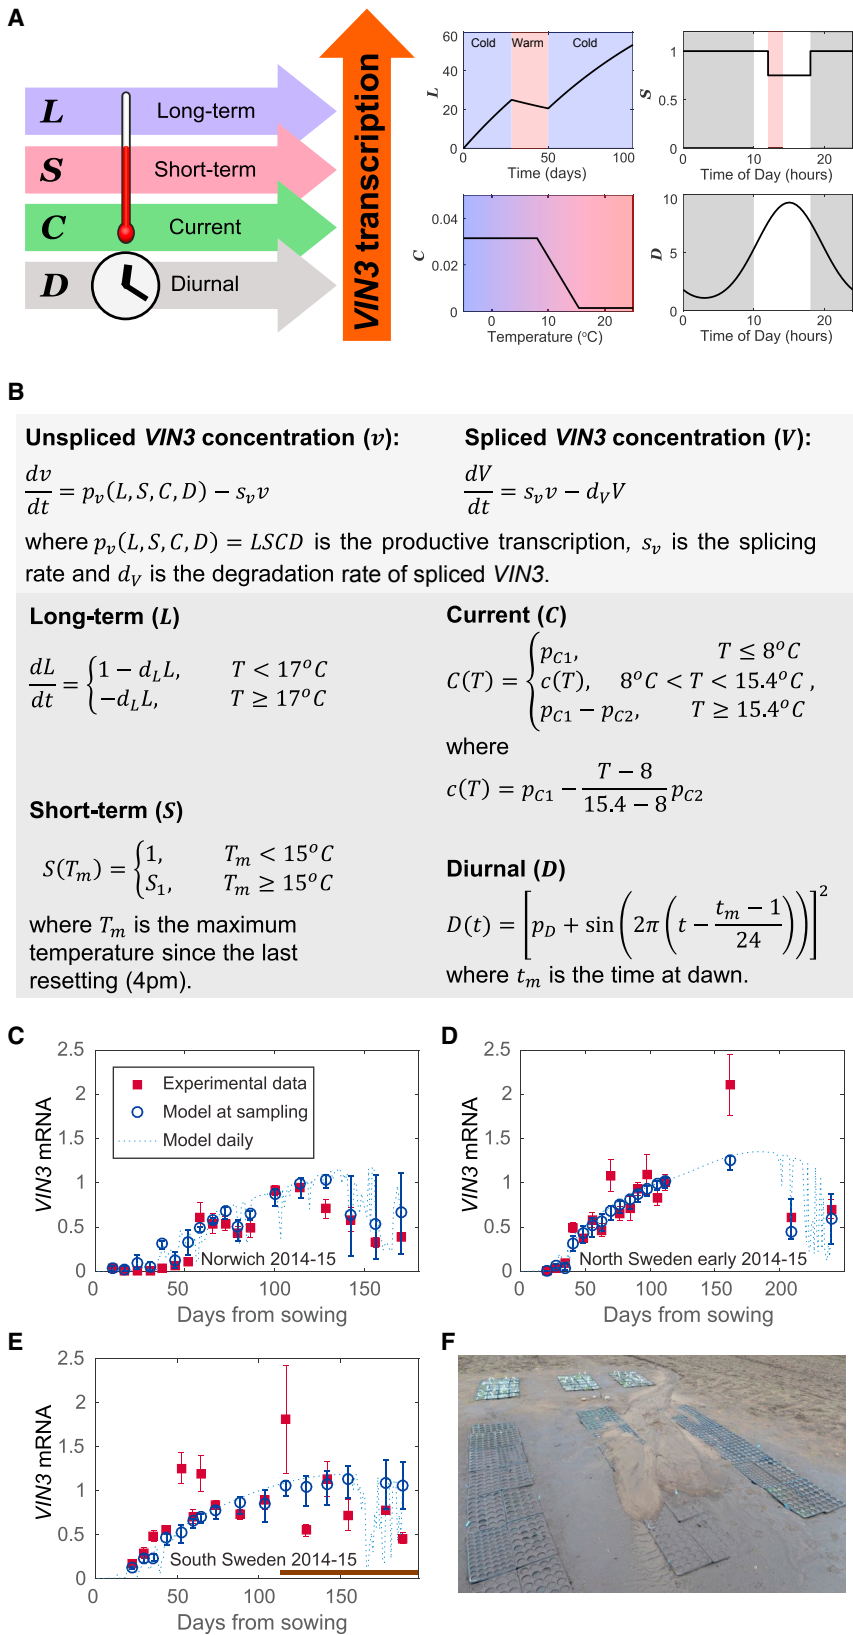 A
L Long-term
S Short-term
C Current
D Diurnal
VIN3 transcription
60
40
20
0
L
Cold Warm Cold
0 50 100
Time (days)
1
0.5
0
S
0 10 20
Time of Day (hours)
0.04
0.02
0
C
0 10 20
Temperature (°C)
10
5
0
D
0 10 20
Time of Day (hours)
B
Unspliced VIN3 concentration (v):
dv/dt = p_v(L, S, C, D) − s_v v
Spliced VIN3 concentration (V):
dV/dt = s_v v − d_V V
where p_v(L, S, C, D) = LSCD is the productive transcription, s_v is the splicing
rate and d_V is the degradation rate of spliced VIN3.
Long-term (L)
dL/dt = { 1 − d_L L, T < 17°C
−d_L L, T ≥ 17°C
Short-term (S)
S(T_m) = { 1, T_m < 15°C
S_1, T_m ≥ 15°C
where T_m is the maximum
temperature since the last
resetting (4pm).
Current (C)
C(T) = { p_C1, T ≤ 8°C
c(T), 8°C < T < 15.4°C ,
p_C1 − p_C2, T ≥ 15.4°C
where
c(T) = p_C1 − (T − 8)/(15.4 − 8) p_C2
Diurnal (D)
D(t) = [p_D + sin(2π(t − (t_m − 1)/24))]^2
where t_m is the time at dawn.
C
2.5
2
1.5
1
0.5
0
VIN3 mRNA
Experimental data
Model at sampling
Model daily
Norwich 2014-15
0 50 100 150
Days from sowing
D
2.5
2
1.5
1
0.5
0
VIN3 mRNA
North Sweden early 2014-15
0 50 100 150 200
Days from sowing
E
2.5
2
1.5
1
0.5
0
VIN3 mRNA
South Sweden 2014-15
0 50 100 150
Days from sowing
F